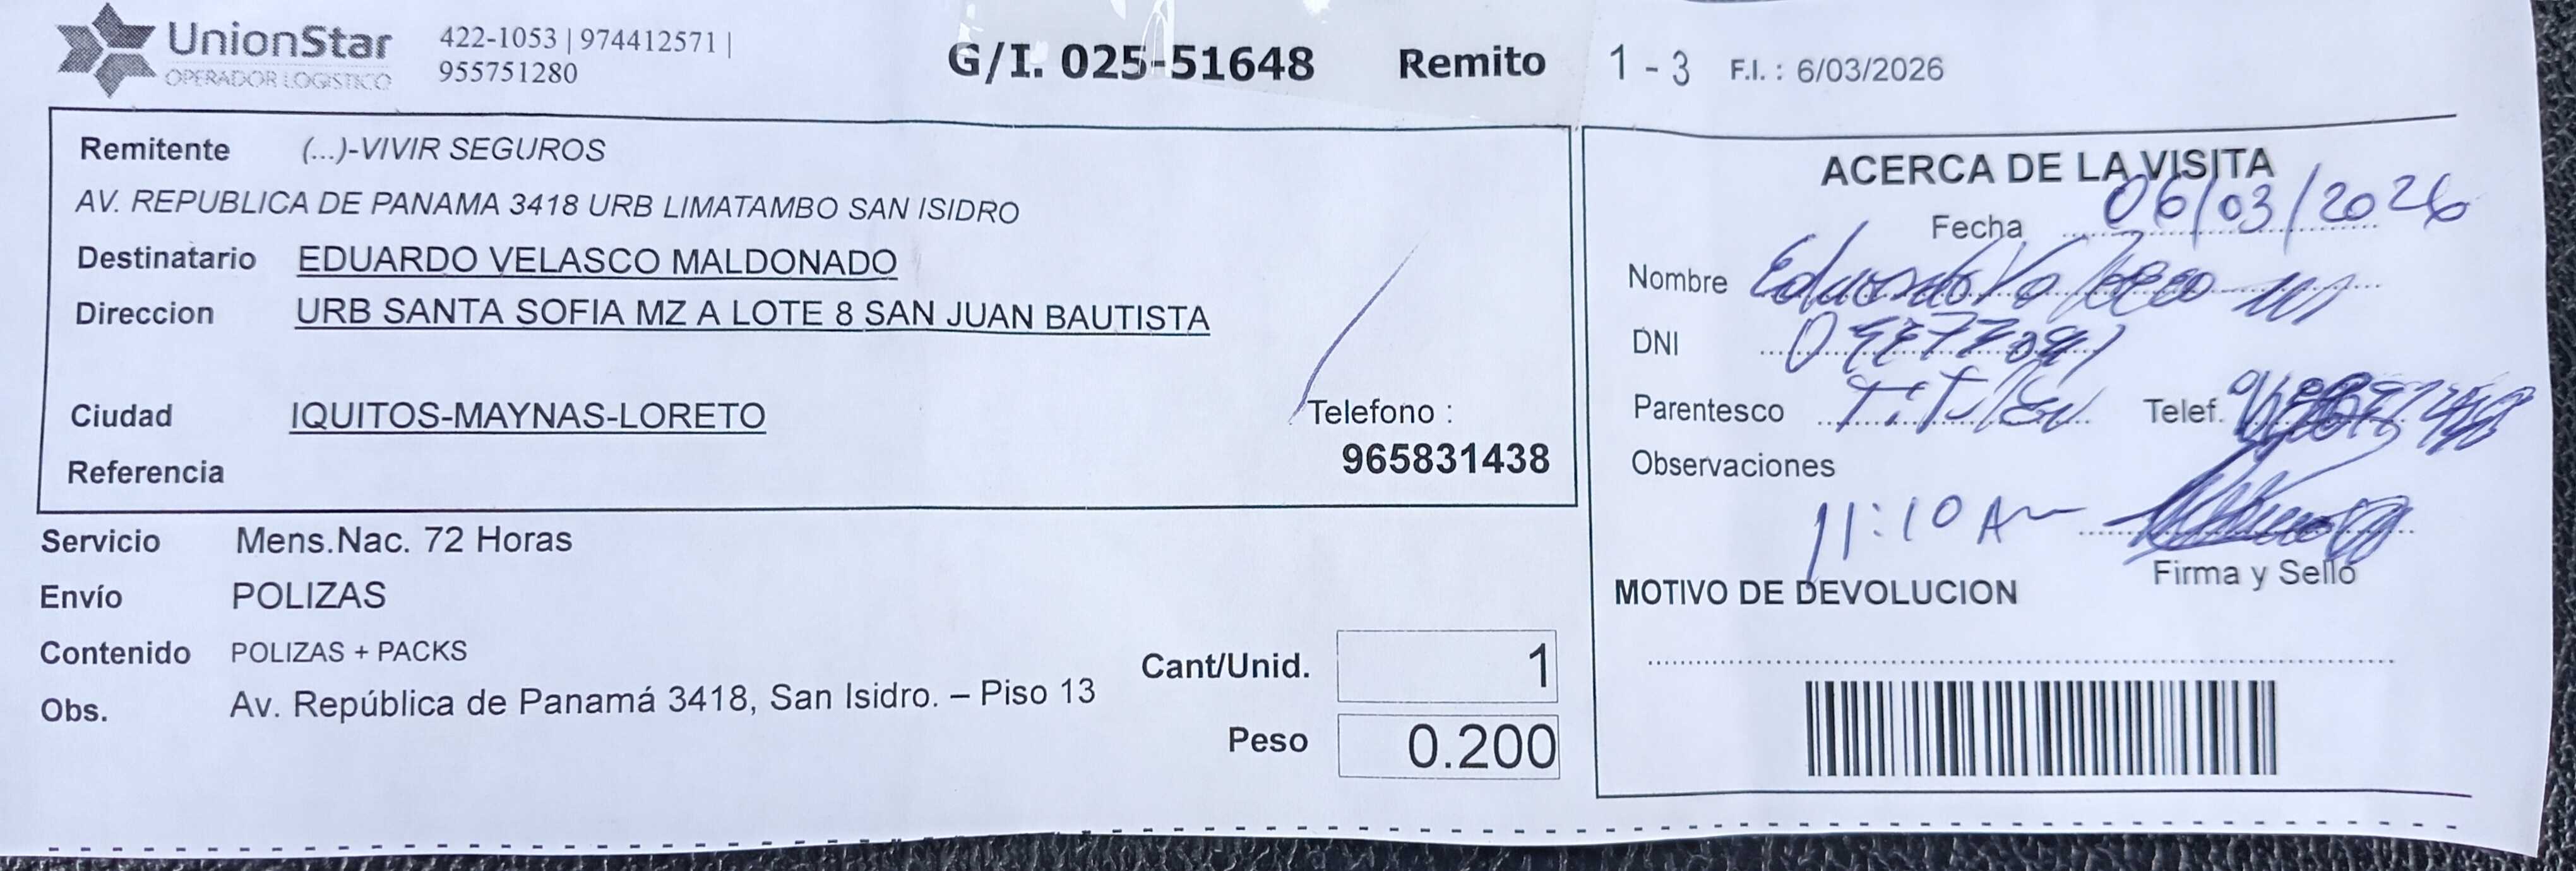 UnionStar
OPERADOR LOGISTICO
422-1053 | 974412571 |
955751280
G/I. 025-51648 Remito 1 - 3 F.I. : 6/03/2026
Remitente (...)-VIVIR SEGUROS
AV. REPUBLICA DE PANAMA 3418 URB LIMATAMBO SAN ISIDRO
Destinatario EDUARDO VELASCO MALDONADO
Direccion URB SANTA SOFIA MZ A LOTE 8 SAN JUAN BAUTISTA
Ciudad IQUITOS-MAYNAS-LORETO
Telefono :
965831438
Referencia
Servicio Mens.Nac. 72 Horas
Envío POLIZAS
Contenido POLIZAS + PACKS
Obs. Av. República de Panamá 3418, San Isidro. – Piso 13
Cant/Unid. 1
Peso 0.200
ACERCA DE LA VISITA
Fecha 06/03/2026
Nombre Eduardo Velasco M
DNI
Parentesco Titular Telef.
Observaciones
11:10 Am
Firma y Sello
MOTIVO DE DEVOLUCION